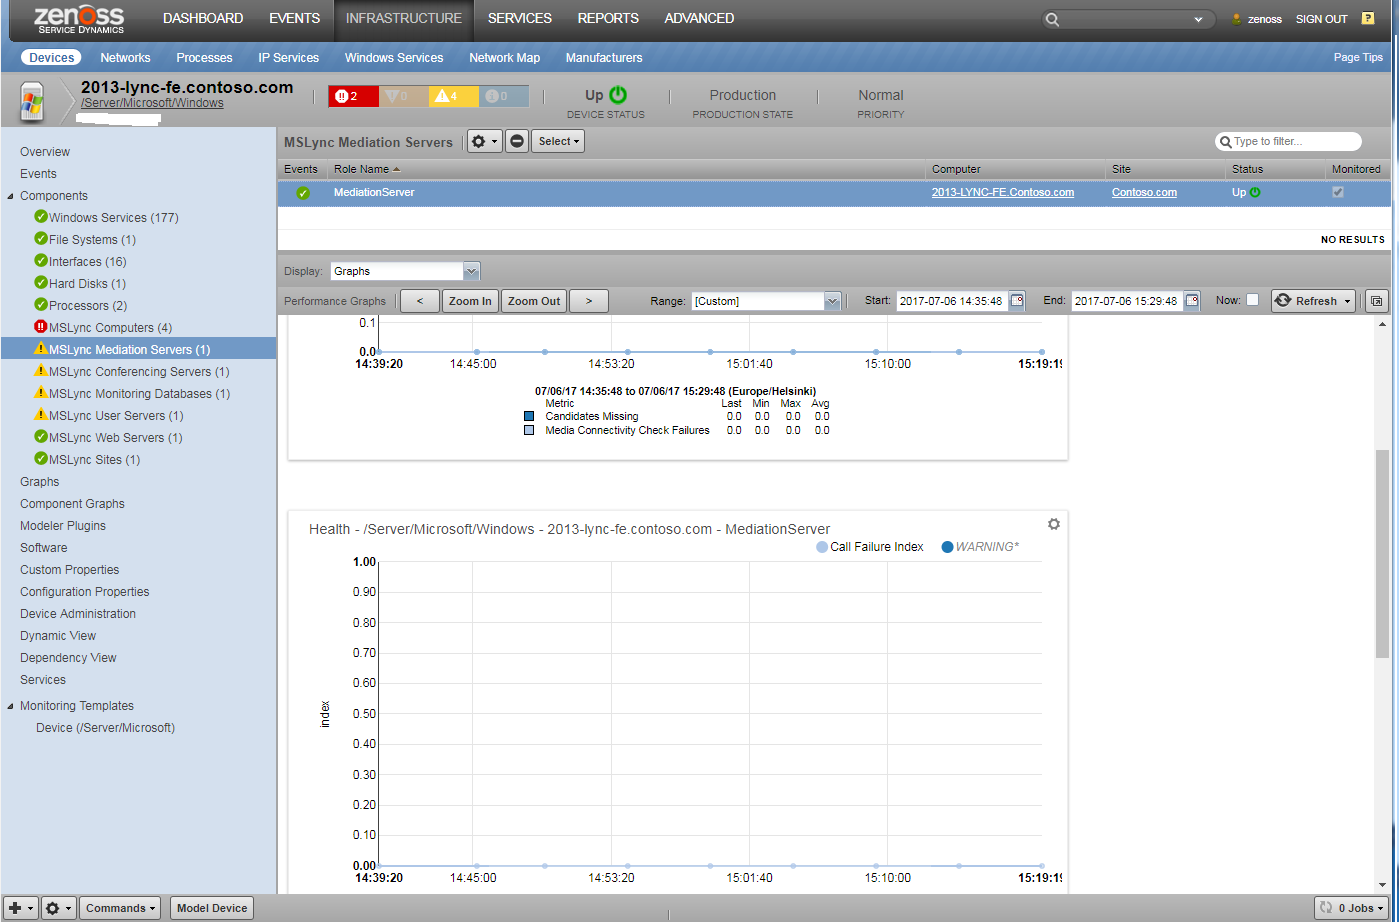 zenoss
SERVICE DYNAMICS
DASHBOARD EVENTS INFRASTRUCTURE SERVICES REPORTS ADVANCED
zenoss SIGN OUT ?
Devices Networks Processes IP Services Windows Services Network Map Manufacturers Page Tips
2013-lync-fe.contoso.com
/Server/Microsoft/Windows
2 0 4 0
Up
DEVICE STATUS
Production
PRODUCTION STATE
Normal
PRIORITY
Overview
Events
Components
Windows Services (177)
File Systems (1)
Interfaces (16)
Hard Disks (1)
Processors (2)
MSLync Computers (4)
MSLync Mediation Servers (1)
MSLync Conferencing Servers (1)
MSLync Monitoring Databases (1)
MSLync User Servers (1)
MSLync Web Servers (1)
MSLync Sites (1)
Graphs
Component Graphs
Modeler Plugins
Software
Custom Properties
Configuration Properties
Device Administration
Dynamic View
Dependency View
Services
Monitoring Templates
Device (/Server/Microsoft)
MSLync Mediation Servers Select Type to filter...
Events Role Name Computer Site Status Monitored
MediationServer 2013-LYNC-FE.Contoso.com Contoso.com Up
NO RESULTS
Display: Graphs
Performance Graphs < Zoom In Zoom Out > Range: [Custom] Start: 2017-07-06 14:35:48 End: 2017-07-06 15:29:48 Now: Refresh
0.1
0.0
14:39:20 14:45:00 14:53:20 15:01:40 15:10:00 15:19:19
07/06/17 14:35:48 to 07/06/17 15:29:48 (Europe/Helsinki)
Metric Last Min Max Avg
Candidates Missing 0.0 0.0 0.0 0.0
Media Connectivity Check Failures 0.0 0.0 0.0 0.0
Health - /Server/Microsoft/Windows - 2013-lync-fe.contoso.com - MediationServer
Call Failure Index WARNING*
1.00
0.90
0.80
0.70
0.60
0.50
0.40
0.30
0.20
0.10
0.00
index
14:39:20 14:45:00 14:53:20 15:01:40 15:10:00 15:19:19
Commands Model Device 0 Jobs